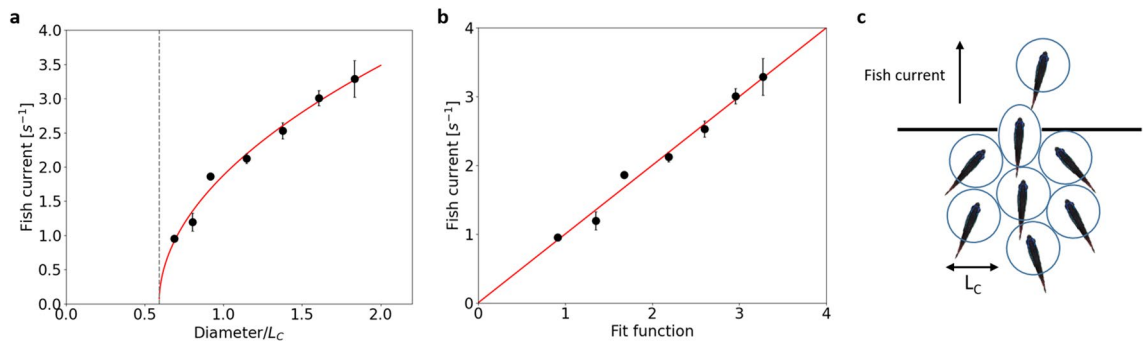 a
4.0
3.5
3.0
2.5
2.0
1.5
1.0
0.5
0.0
Fish current [s⁻¹]
0.0 0.5 1.0 1.5 2.0
Diameter/L_C
b
4
3
2
1
0
Fish current [s⁻¹]
0 1 2 3 4
Fit function
c
Fish current
L_C